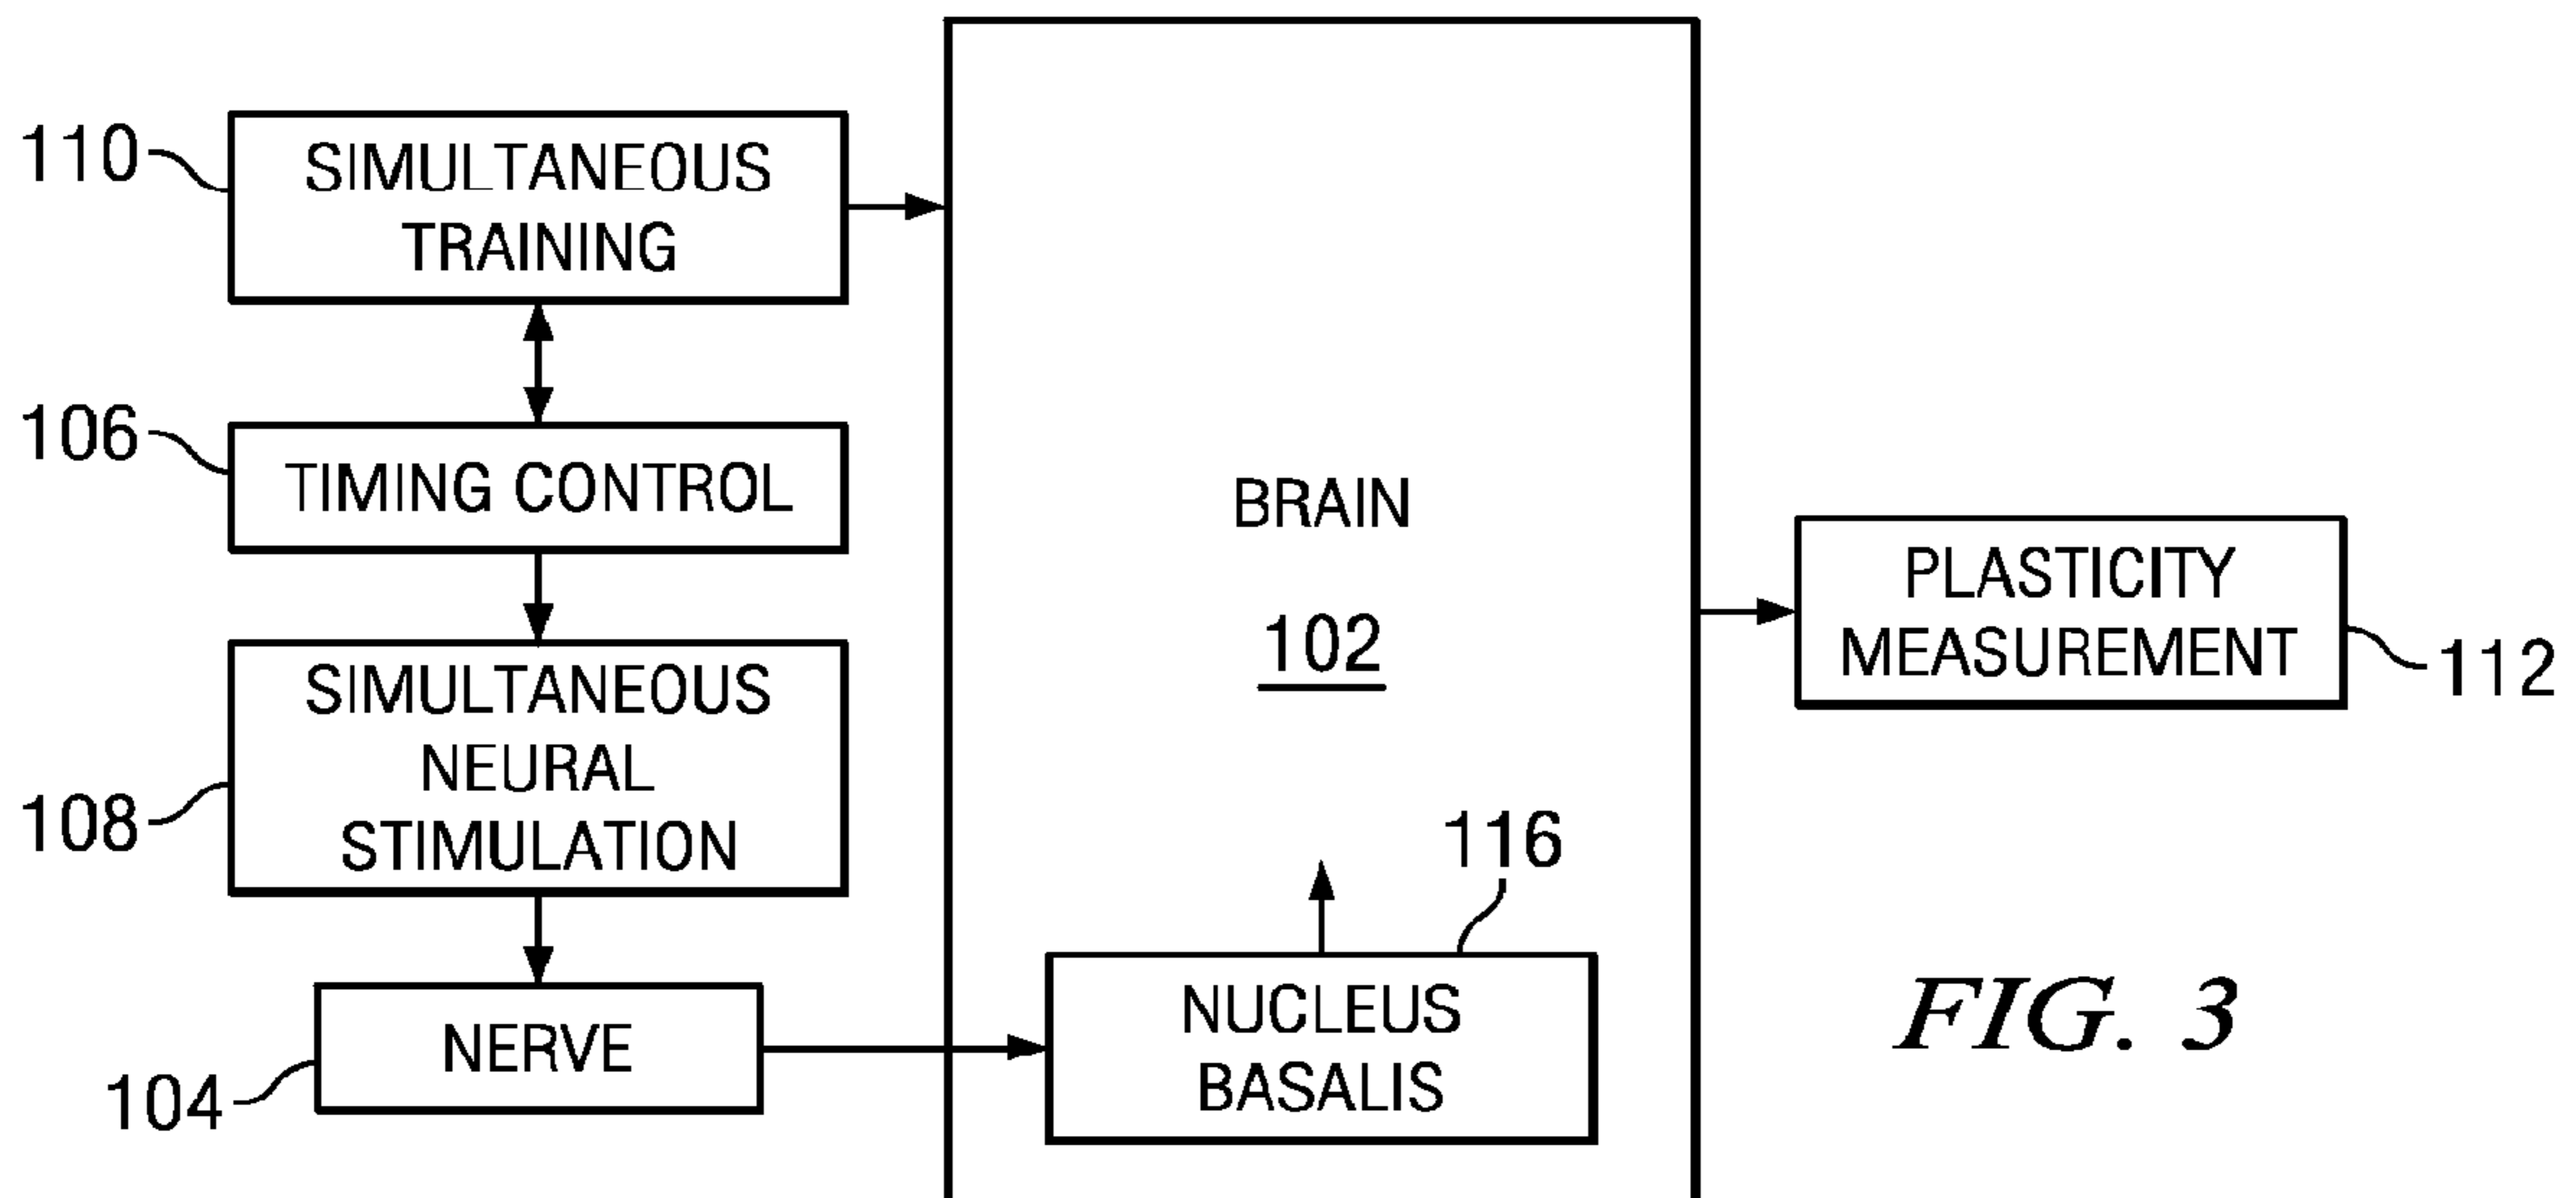 110
SIMULTANEOUS
TRAINING
106
TIMING CONTROL
108
SIMULTANEOUS
NEURAL
STIMULATION
104
NERVE
BRAIN
102
116
NUCLEUS
BASALIS
PLASTICITY
MEASUREMENT
112
FIG. 3